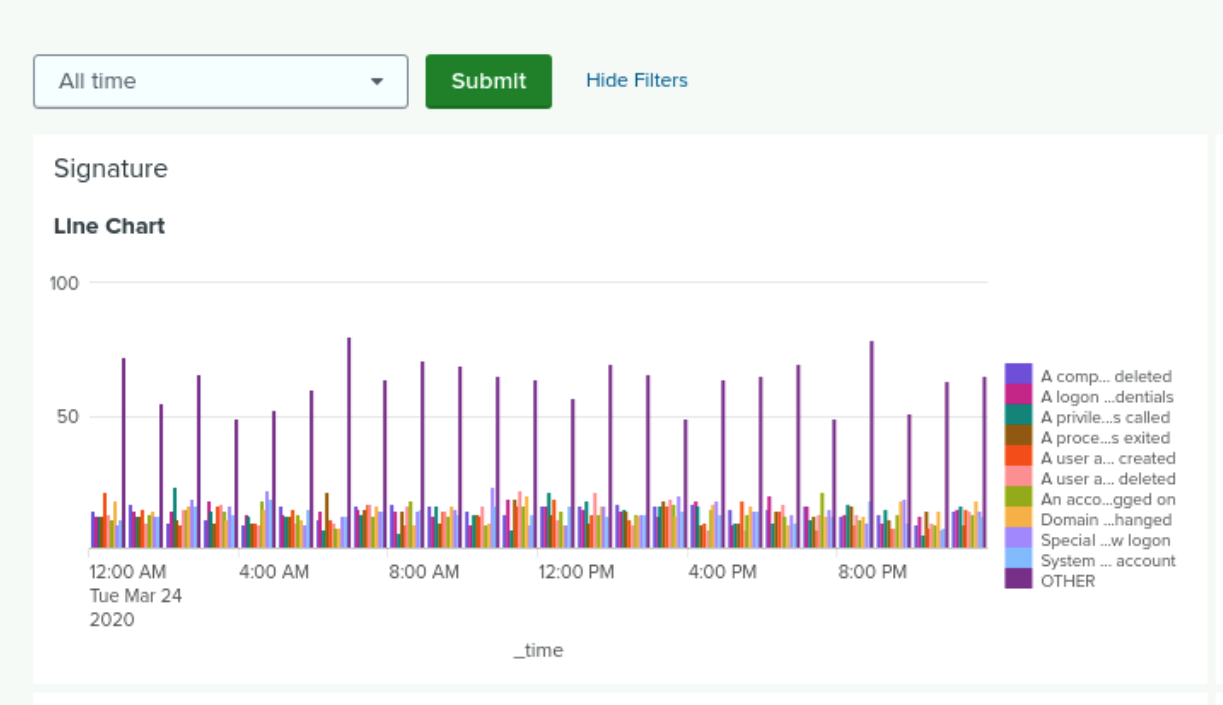 All time
Submit
Hide Filters
Signature
Line Chart
100
50
12:00 AM
Tue Mar 24
2020
4:00 AM
8:00 AM
12:00 PM
4:00 PM
8:00 PM
_time
A comp... deleted
A logon ...dentials
A privile...s called
A proce...s exited
A user a... created
A user a... deleted
An acco...gged on
Domain ...hanged
Special ...w logon
System ... account
OTHER